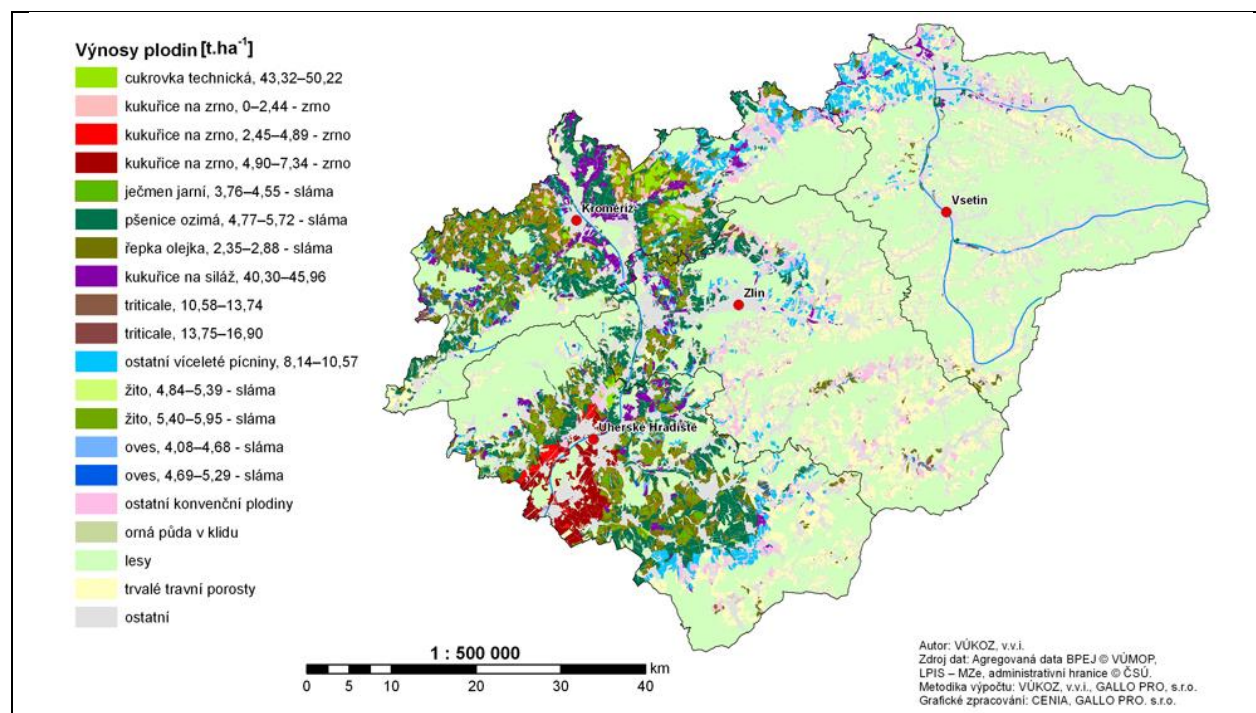 Výnosy plodin [t.ha⁻¹]
cukrovka technická, 43,32–50,22
kukuřice na zrno, 0–2,44 - zrno
kukuřice na zrno, 2,45–4,89 - zrno
kukuřice na zrno, 4,90–7,34 - zrno
ječmen jarní, 3,76–4,55 - sláma
pšenice ozimá, 4,77–5,72 - sláma
řepka olejka, 2,35–2,88 - sláma
kukuřice na siláž, 40,30–45,96
triticale, 10,58–13,74
triticale, 13,75–16,90
ostatní víceleté pícniny, 8,14–10,57
žito, 4,84–5,39 - sláma
žito, 5,40–5,95 - sláma
oves, 4,08–4,68 - sláma
oves, 4,69–5,29 - sláma
ostatní konvenční plodiny
orná půda v klidu
lesy
trvalé travní porosty
ostatní
Kroměříž
Vsetín
Zlín
Uherské Hradiště
1 : 500 000
km
0 5 10 20 30 40
Autor: VÚKOZ, v.v.i.
Zdroj dat: Agregovaná data BPEJ © VÚMOP,
LPIS – MZe, administrativní hranice © ČSÚ.
Metodika výpočtu: VÚKOZ, v.v.i., GALLO PRO, s.r.o.
Grafické zpracování: CENIA, GALLO PRO. s.r.o.